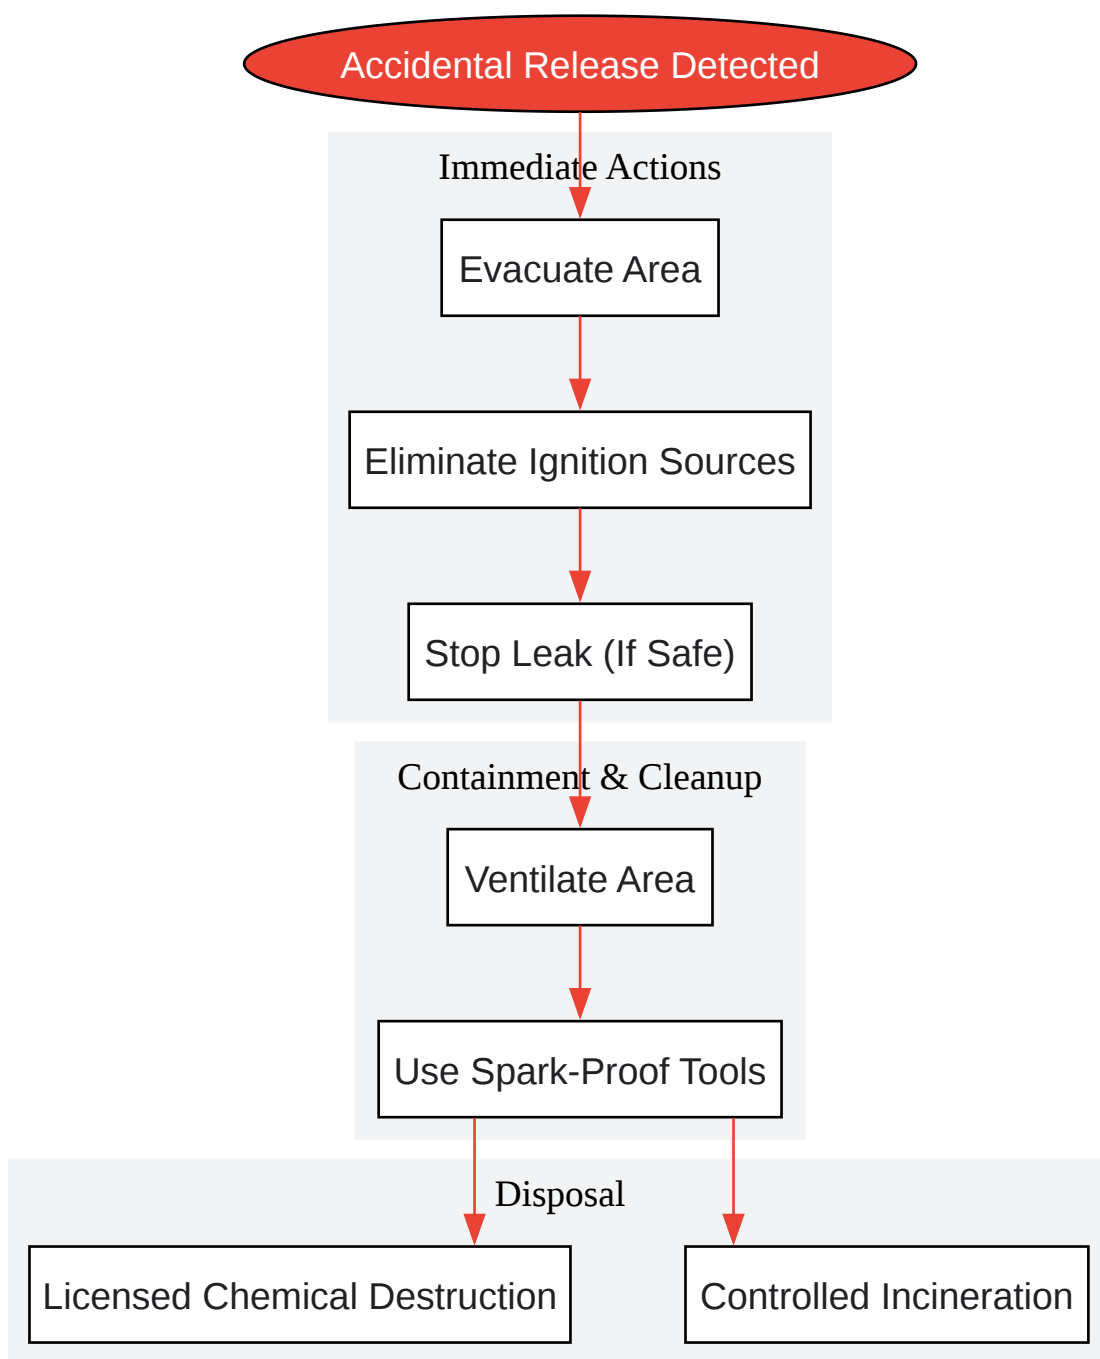 Accidental Release Detected
Immediate Actions
Evacuate Area
Eliminate Ignition Sources
Stop Leak (If Safe)
Containment & Cleanup
Ventilate Area
Use Spark-Proof Tools
Disposal
Licensed Chemical Destruction
Controlled Incineration